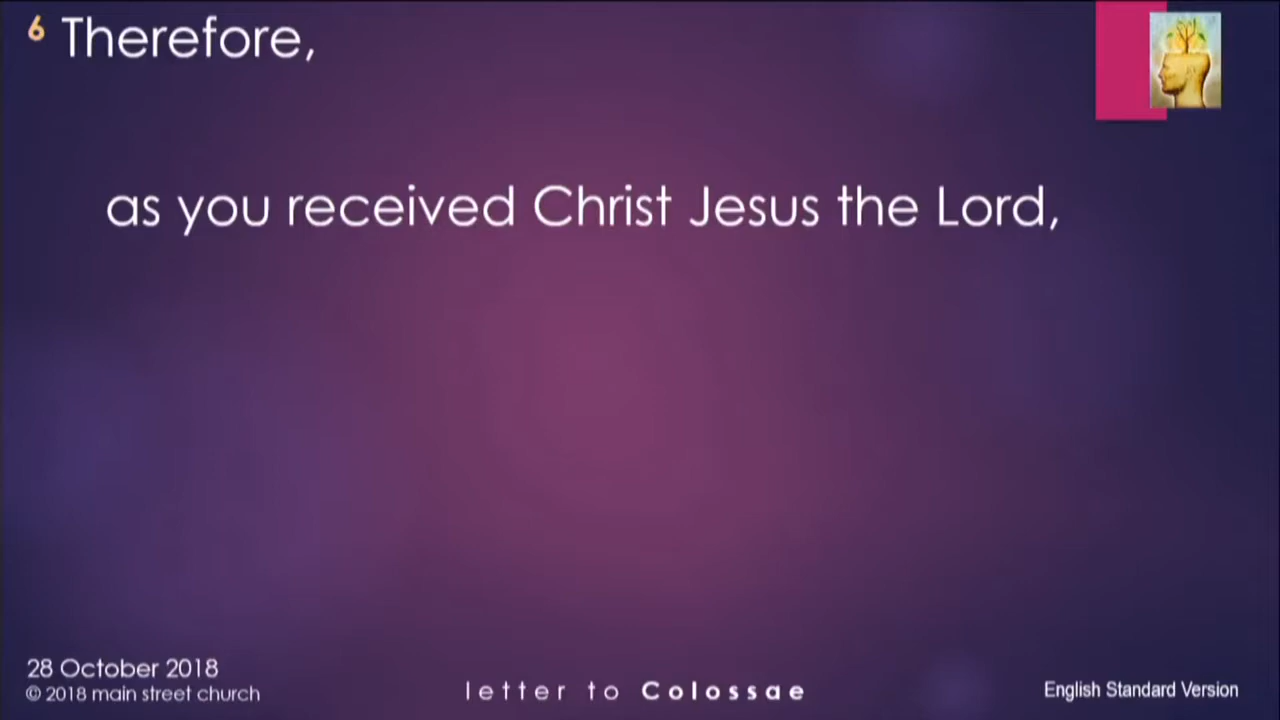 6 Therefore,
as you received Christ Jesus the Lord,
28 October 2018
© 2018 main street church
letter to Colossae
English Standard Version